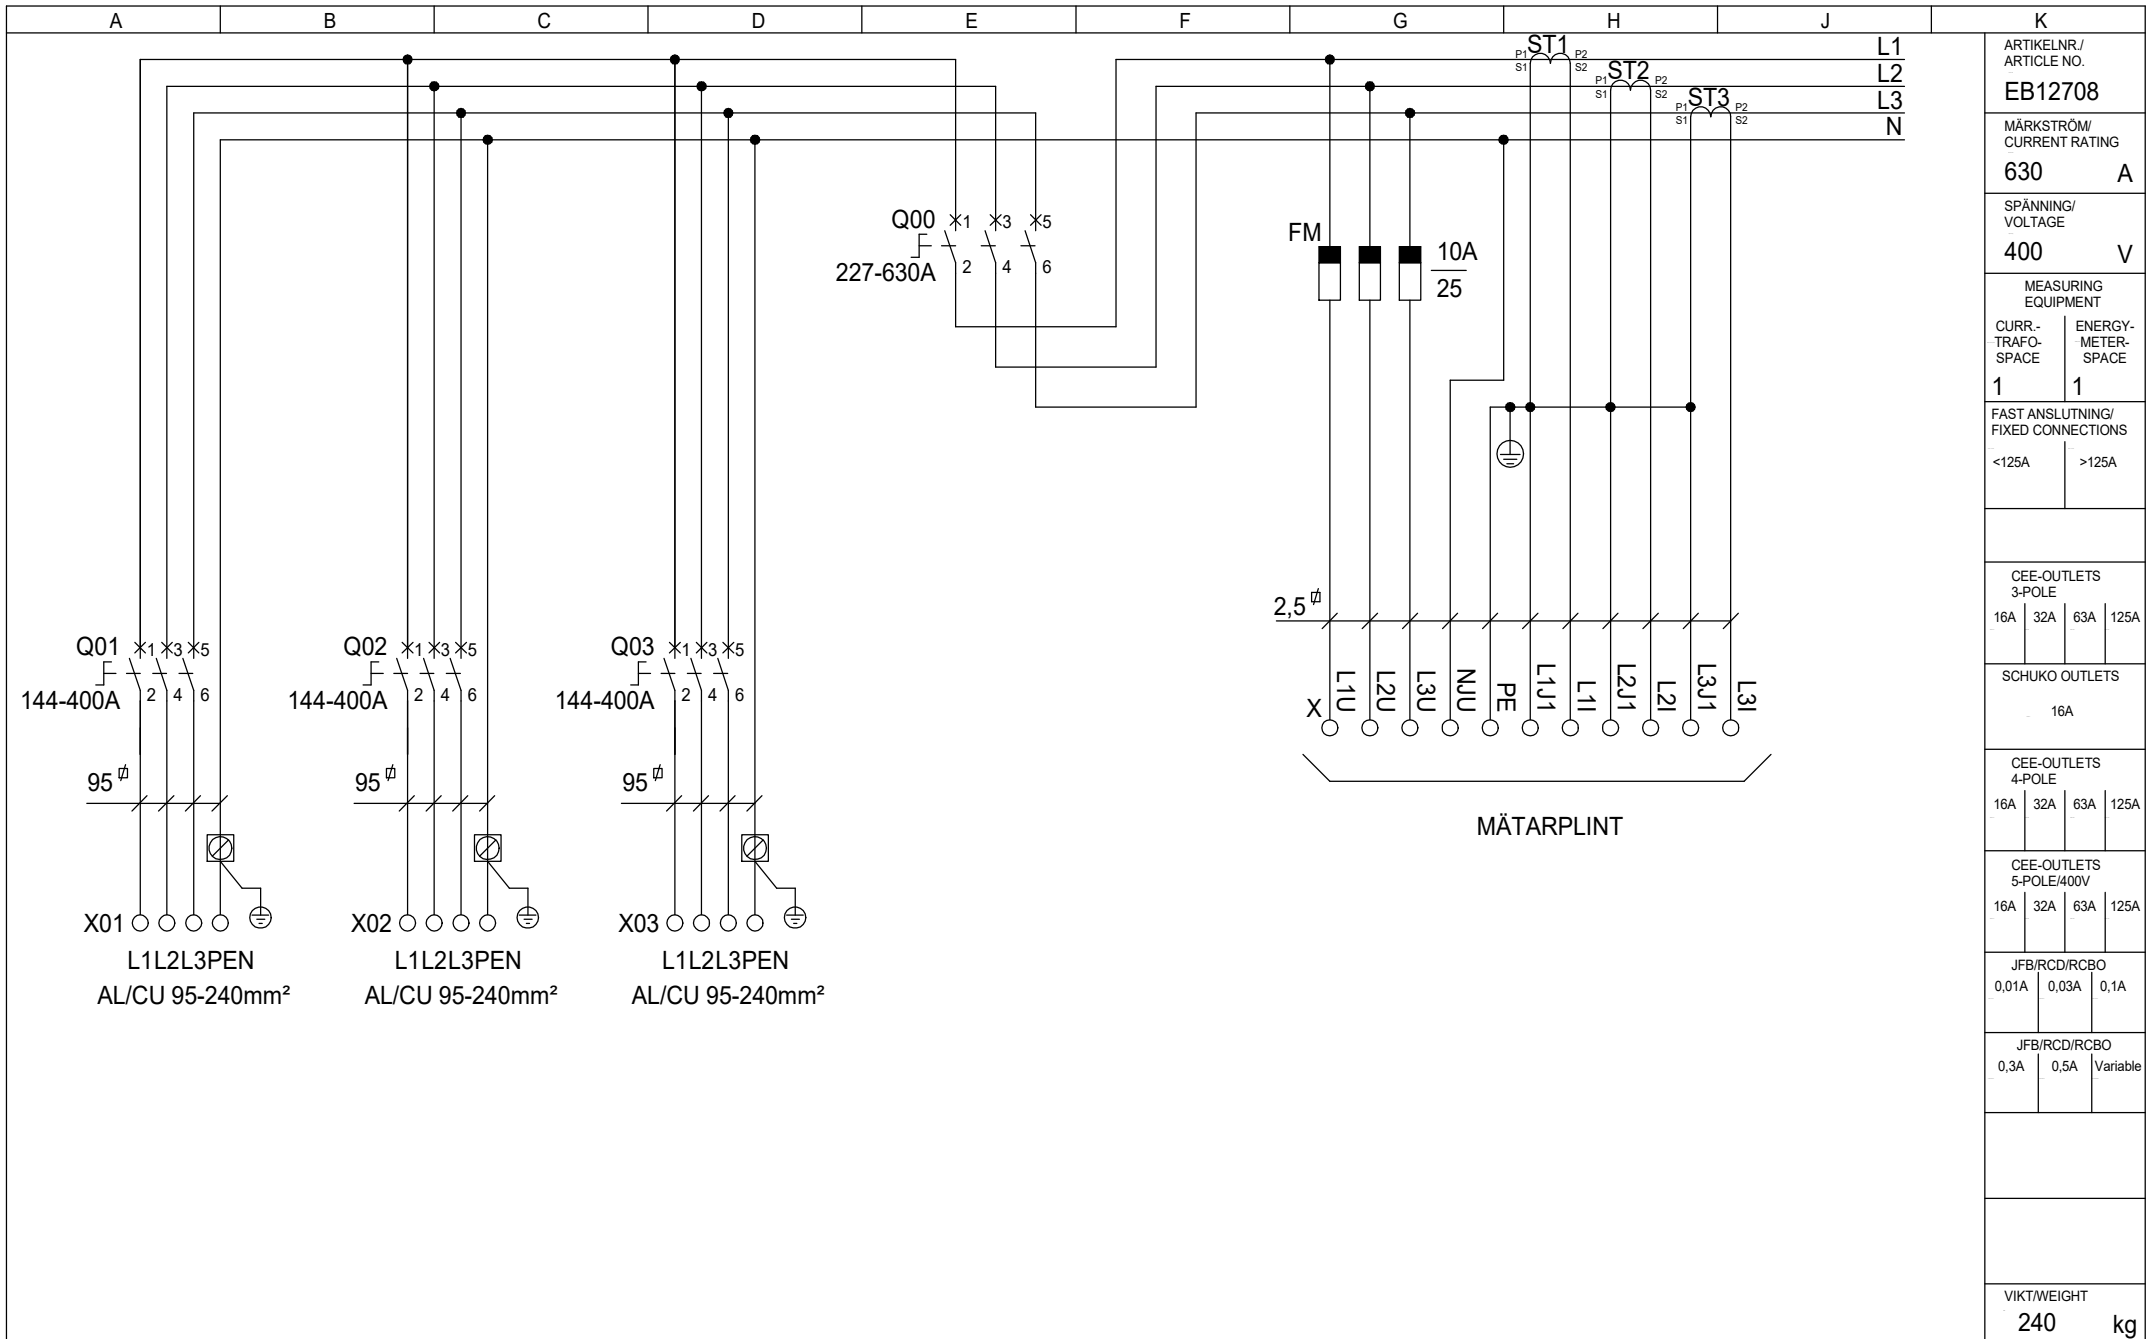 A B C D E F G H J K
ST1 L1
P1 P2
S1 S2
ST2 L2
P1 P2
S1 S2
ST3 L3
P1 P2
S1 S2
N
Q00 1 3 5
227-630A 2 4 6
FM 10A
25
Q01 1 3 5
144-400A 2 4 6
95
X01
L1L2L3PEN
AL/CU 95-240mm²
Q02 1 3 5
144-400A 2 4 6
95
X02
L1L2L3PEN
AL/CU 95-240mm²
Q03 1 3 5
144-400A 2 4 6
95
X03
L1L2L3PEN
AL/CU 95-240mm²
2,5
X L1U L2U L3U NJU PE L1J1 L1I L2J1 L2I L3J1 L3I
MÄTARPLINT
ARTIKELNR./
ARTICLE NO.
EB12708
MÄRKSTRÖM/
CURRENT RATING
630 A
SPÄNNING/
VOLTAGE
400 V
MEASURING
EQUIPMENT
CURR.-
TRAFO-
SPACE
1
ENERGY-
METER-
SPACE
1
FAST ANSLUTNING/
FIXED CONNECTIONS
<125A >125A
CEE-OUTLETS
3-POLE
16A 32A 63A 125A
SCHUKO OUTLETS
16A
CEE-OUTLETS
4-POLE
16A 32A 63A 125A
CEE-OUTLETS
5-POLE/400V
16A 32A 63A 125A
JFB/RCD/RCBO
0,01A 0,03A 0,1A
JFB/RCD/RCBO
0,3A 0,5A Variable
VIKT/WEIGHT
240 kg